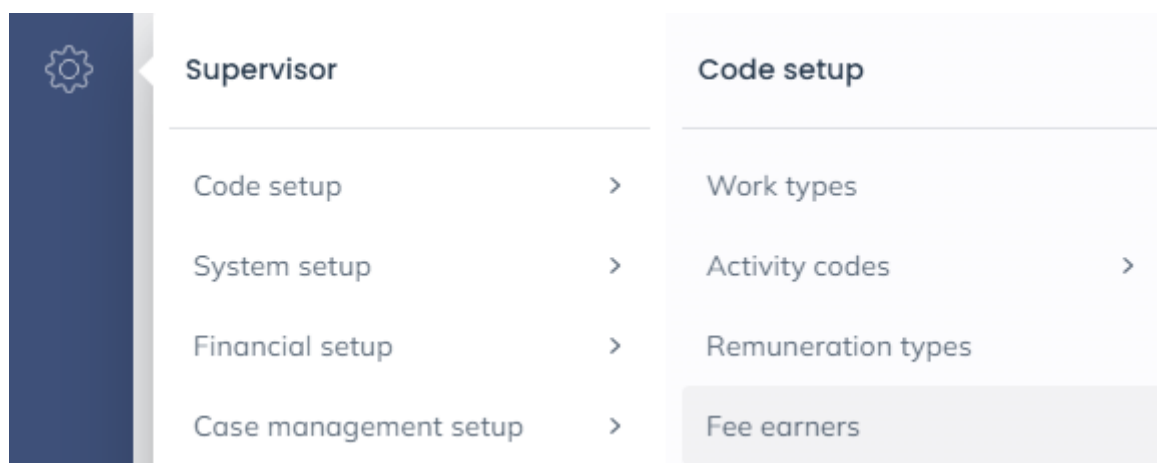 Supervisor
Code setup
System setup
Financial setup
Case management setup
Code setup
Work types
Activity codes
Remuneration types
Fee earners